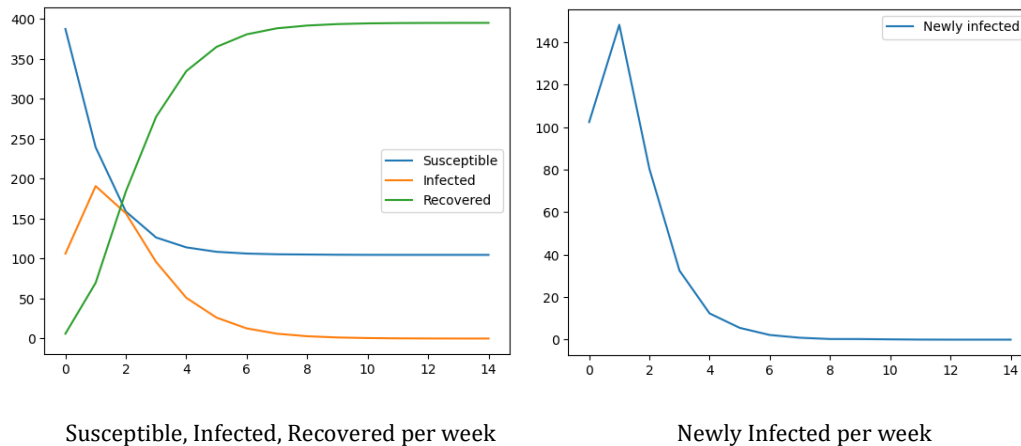 400
350
300
250
200
150
100
50
0
Susceptible
Infected
Recovered
0 2 4 6 8 10 12 14
140
120
100
80
60
40
20
0
Newly infected
0 2 4 6 8 10 12 14
Susceptible, Infected, Recovered per week
Newly Infected per week